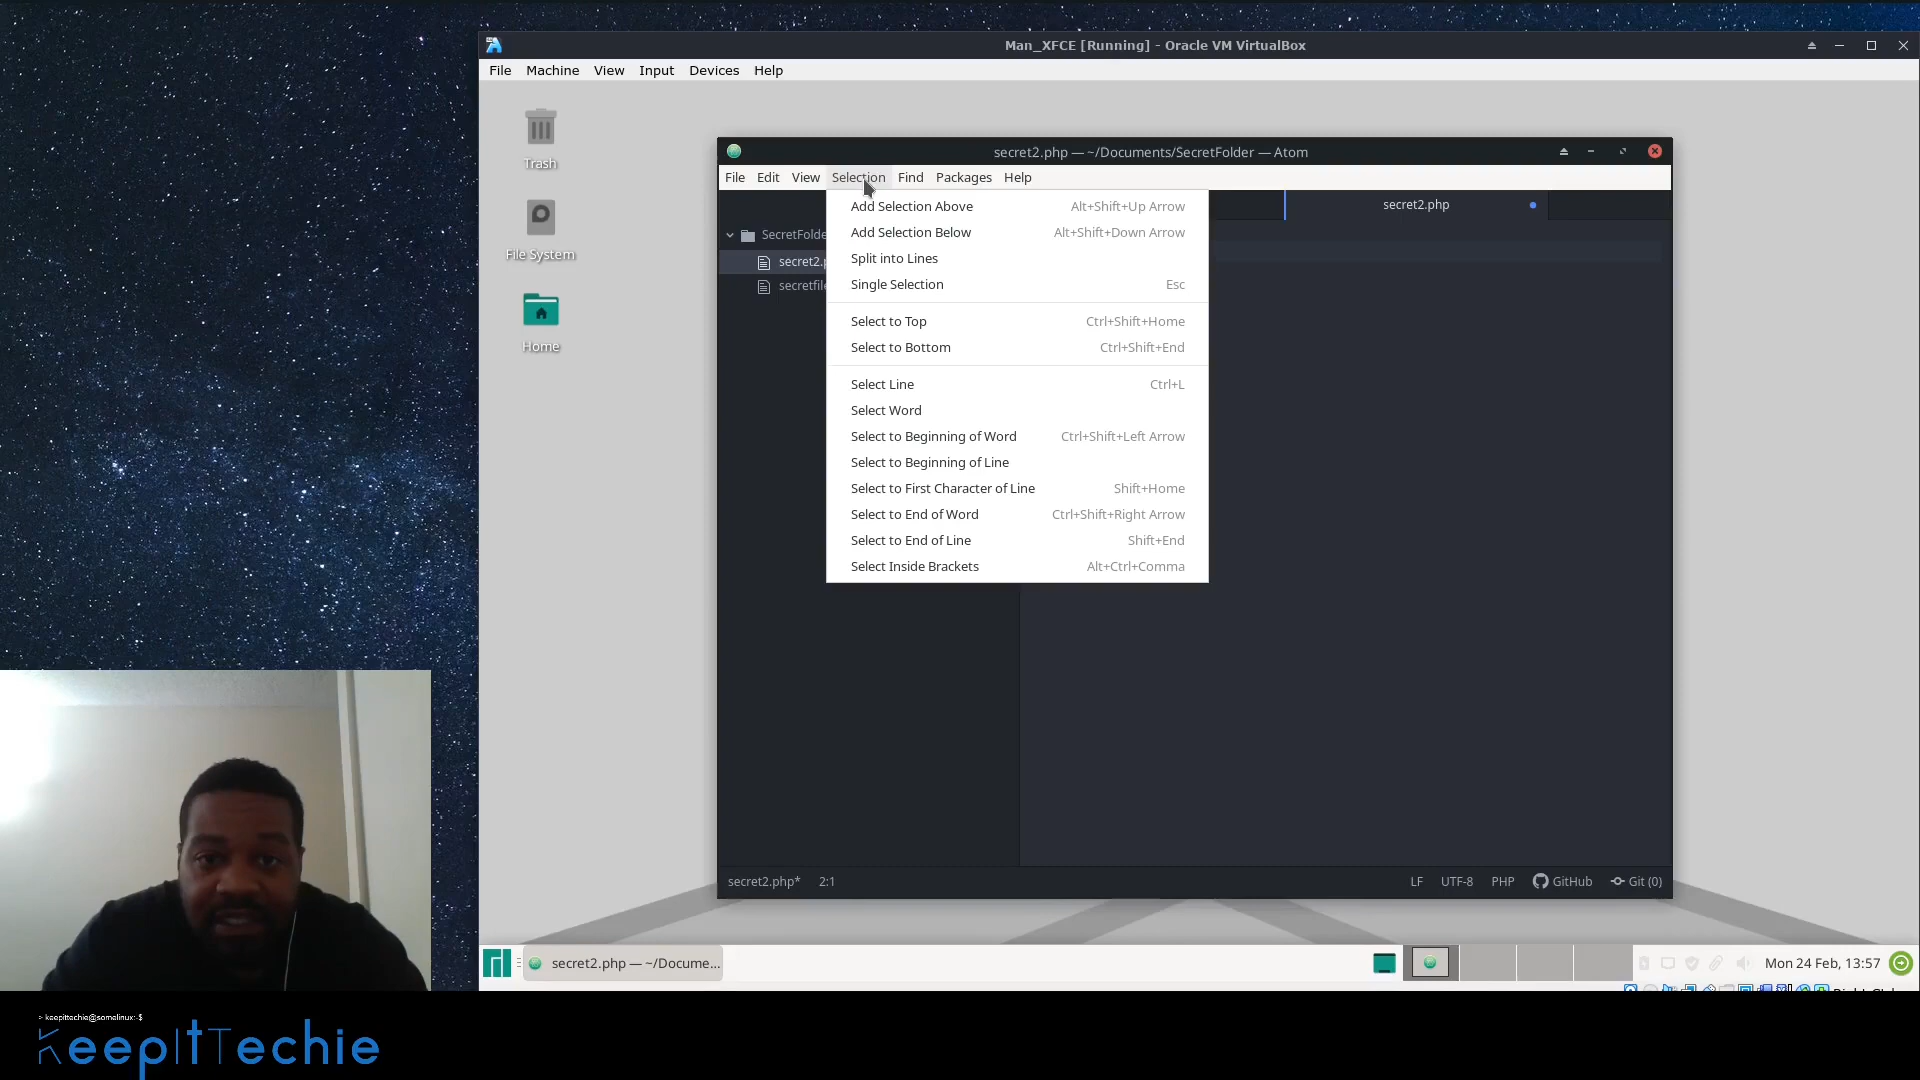 Man_XFCE [Running] - Oracle VM VirtualBox
File Machine View Input Devices Help
Trash
File System
Home
secret2.php — ~/Documents/SecretFolder — Atom
File Edit View Selection Find Packages Help
Add Selection Above Alt+Shift+Up Arrow
Add Selection Below Alt+Shift+Down Arrow
Split into Lines
Single Selection Esc
Select to Top Ctrl+Shift+Home
Select to Bottom Ctrl+Shift+End
Select Line Ctrl+L
Select Word
Select to Beginning of Word Ctrl+Shift+Left Arrow
Select to Beginning of Line
Select to First Character of Line Shift+Home
Select to End of Word Ctrl+Shift+Right Arrow
Select to End of Line Shift+End
Select Inside Brackets Alt+Ctrl+Comma
secret2.php
SecretFolde
secret2.p
secretfile
secret2.php* 2:1
LF UTF-8 PHP GitHub Git (0)
secret2.php — ~/Docume...
Mon 24 Feb, 13:57
> keepittechie@somelinux:-$
KeepItTechie